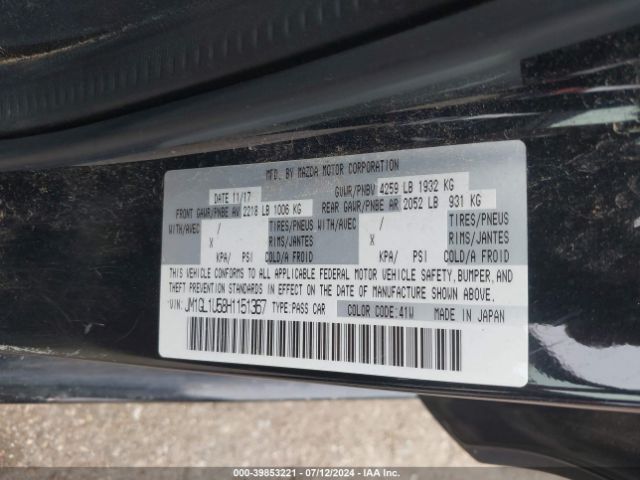 MFD. BY MAZDA MOTOR CORPORATION
DATE 11/17 GVWR/PNBV 4259 LB 1932 KG
FRONT GAWR/PNBE AV 2218 LB 1006 KG REAR GAWR/PNBE AR 2052 LB 931 KG
WITH/AVEC / TIRES/PNEUS WITH/AVEC / TIRES/PNEUS
X RIMS/JANTES X RIMS/JANTES
KPA/ PSI COLD/A FROID KPA/ PSI COLD/A FROID
THIS VEHICLE CONFORMS TO ALL APPLICABLE FEDERAL MOTOR VEHICLE SAFETY, BUMPER, AND
THEFT PREVENTION STANDARDS IN EFFECT ON THE DATE OF MANUFACTURE SHOWN ABOVE.
VIN: JM1GL1U58H1151367 TYPE: PASS CAR COLOR CODE: 41W MADE IN JAPAN
000-39853221 - 07/12/2024 - IAA Inc.